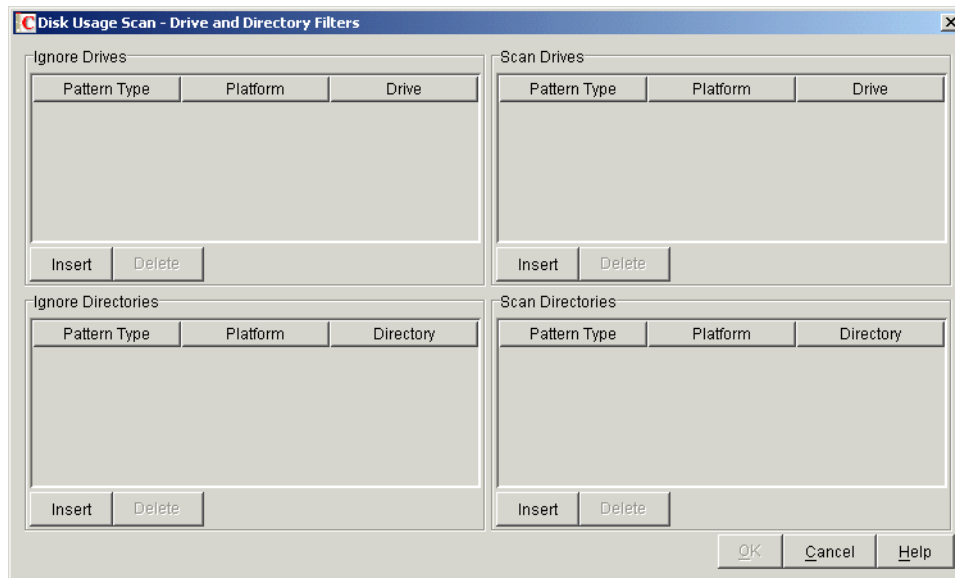 C Disk Usage Scan - Drive and Directory Filters
Ignore Drives
Pattern Type Platform Drive
Insert Delete
Scan Drives
Pattern Type Platform Drive
Insert Delete
Ignore Directories
Pattern Type Platform Directory
Insert Delete
Scan Directories
Pattern Type Platform Directory
Insert Delete
OK Cancel Help